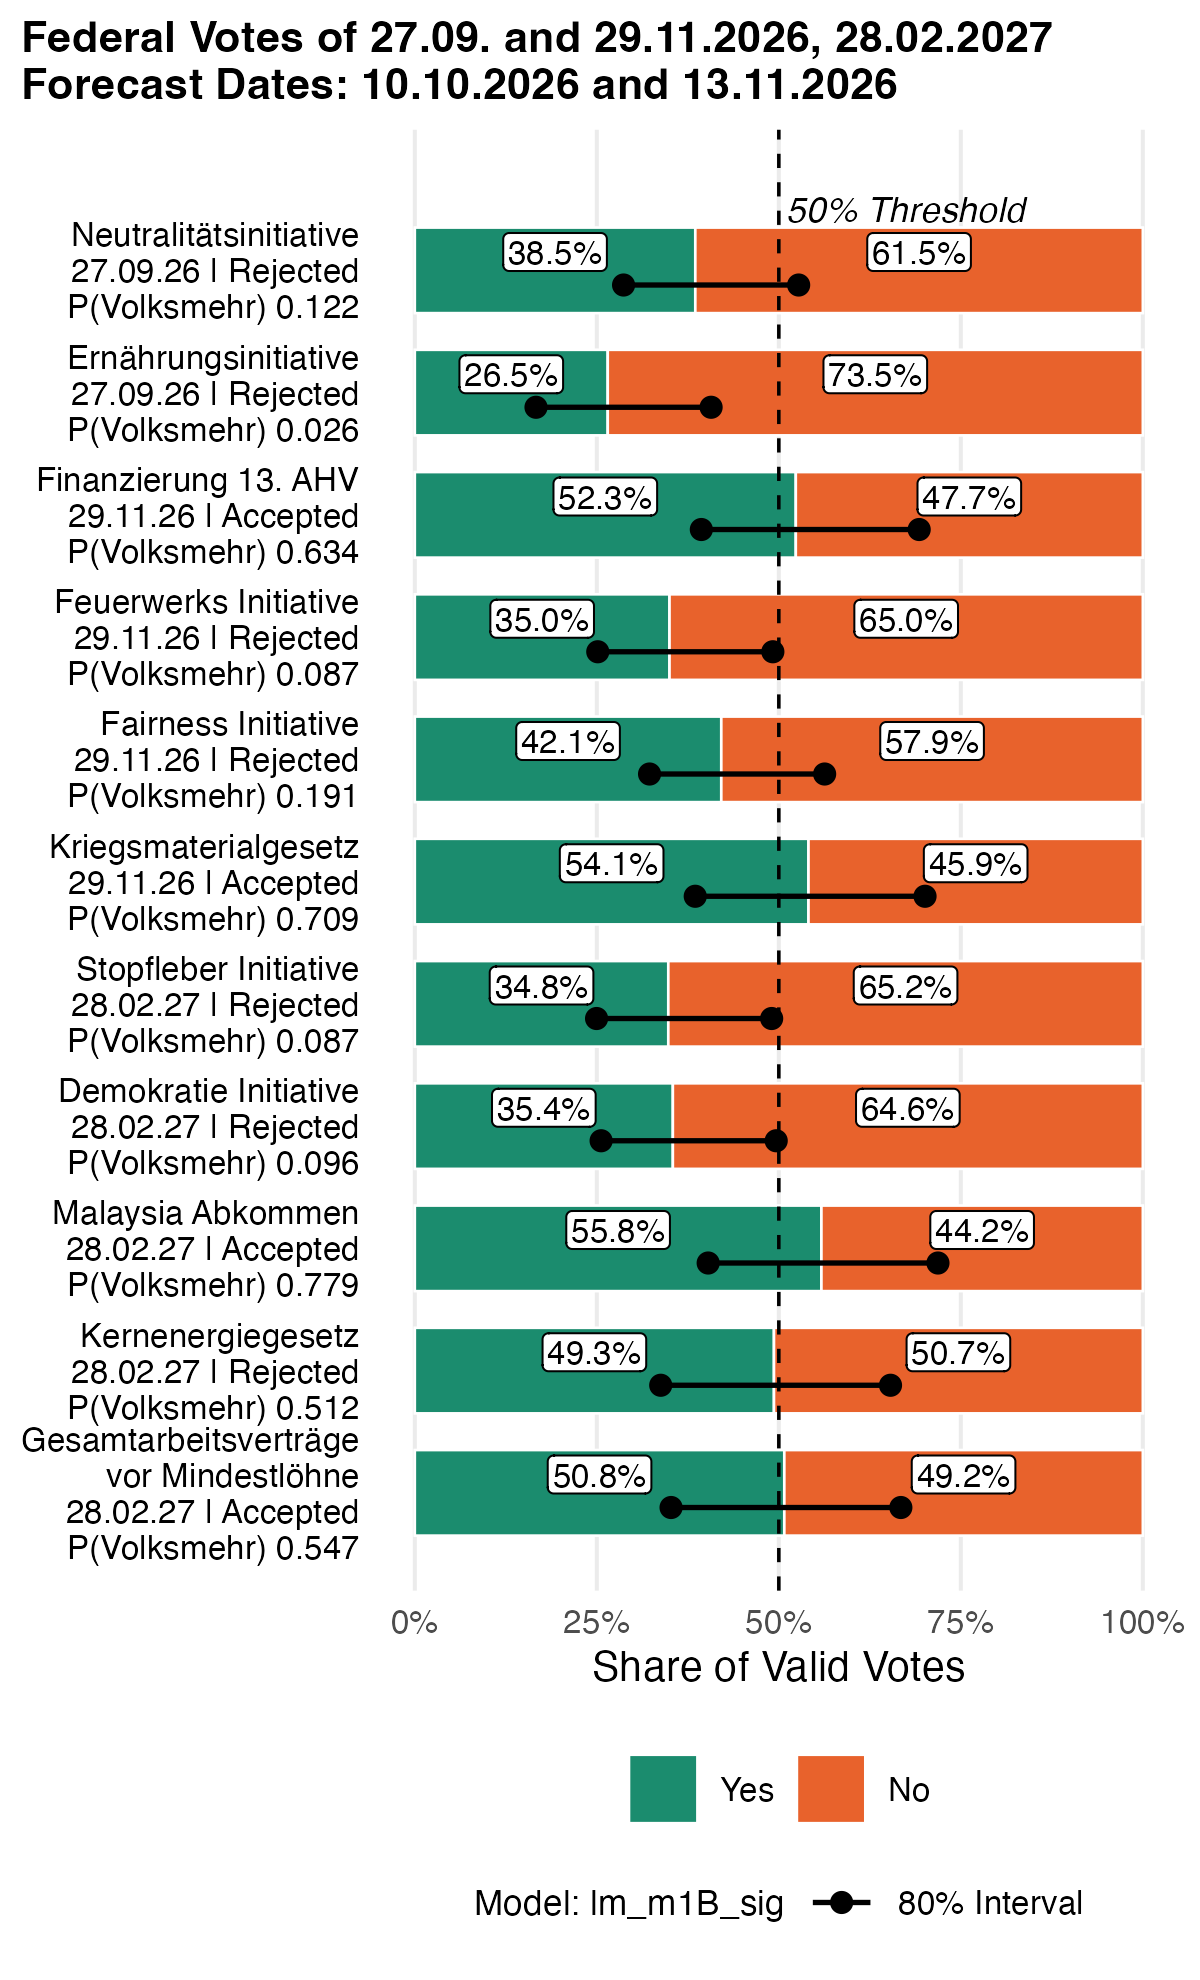 Federal Votes of 27.09. and 29.11.2026, 28.02.2027
Forecast Dates: 10.10.2026 and 13.11.2026
50% Threshold
Neutralitätsinitiative
27.09.26 | Rejected
P(Volksmehr) 0.122
38.5%
61.5%
Ernährungsinitiative
27.09.26 | Rejected
P(Volksmehr) 0.026
26.5%
73.5%
Finanzierung 13. AHV
29.11.26 | Accepted
P(Volksmehr) 0.634
52.3%
47.7%
Feuerwerks Initiative
29.11.26 | Rejected
P(Volksmehr) 0.087
35.0%
65.0%
Fairness Initiative
29.11.26 | Rejected
P(Volksmehr) 0.191
42.1%
57.9%
Kriegsmaterialgesetz
29.11.26 | Accepted
P(Volksmehr) 0.709
54.1%
45.9%
Stopfleber Initiative
28.02.27 | Rejected
P(Volksmehr) 0.087
34.8%
65.2%
Demokratie Initiative
28.02.27 | Rejected
P(Volksmehr) 0.096
35.4%
64.6%
Malaysia Abkommen
28.02.27 | Accepted
P(Volksmehr) 0.779
55.8%
44.2%
Kernenergiegesetz
28.02.27 | Rejected
P(Volksmehr) 0.512
49.3%
50.7%
Gesamtarbeitsverträge
vor Mindestlöhne
28.02.27 | Accepted
P(Volksmehr) 0.547
50.8%
49.2%
0% 25% 50% 75% 100%
Share of Valid Votes
Yes No
Model: lm_m1B_sig 80% Interval